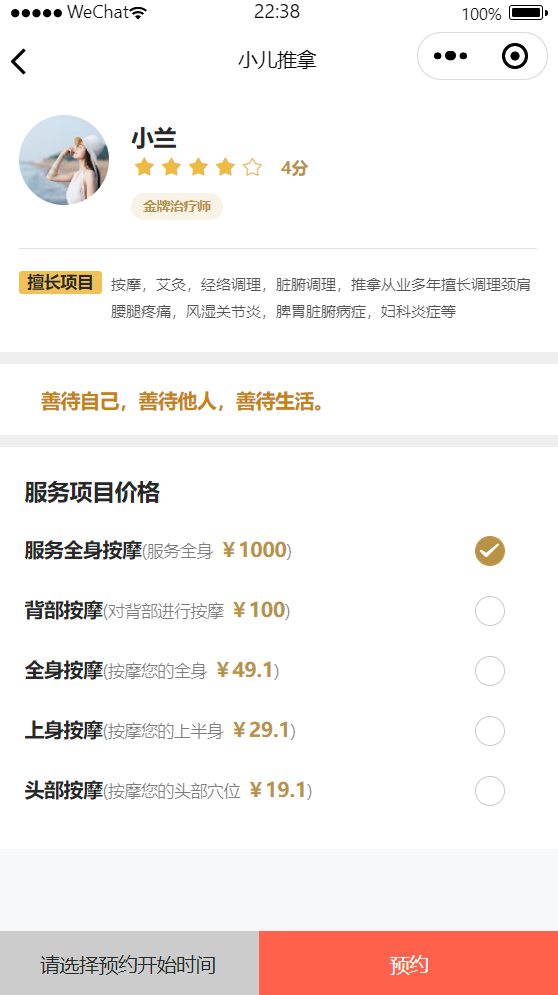 WeChat 22:38 100%
小儿推拿
小兰
4分
金牌治疗师
擅长项目 按摩，艾灸，经络调理，脏腑调理，推拿从业多年擅长调理颈肩
腰腿疼痛，风湿关节炎，脾胃脏腑病症，妇科炎症等
善待自己，善待他人，善待生活。
服务项目价格
服务全身按摩(服务全身 ￥1000)
背部按摩(对背部进行按摩 ￥100)
全身按摩(按摩您的全身 ￥49.1)
上身按摩(按摩您的上半身 ￥29.1)
头部按摩(按摩您的头部穴位 ￥19.1)
请选择预约开始时间 预约